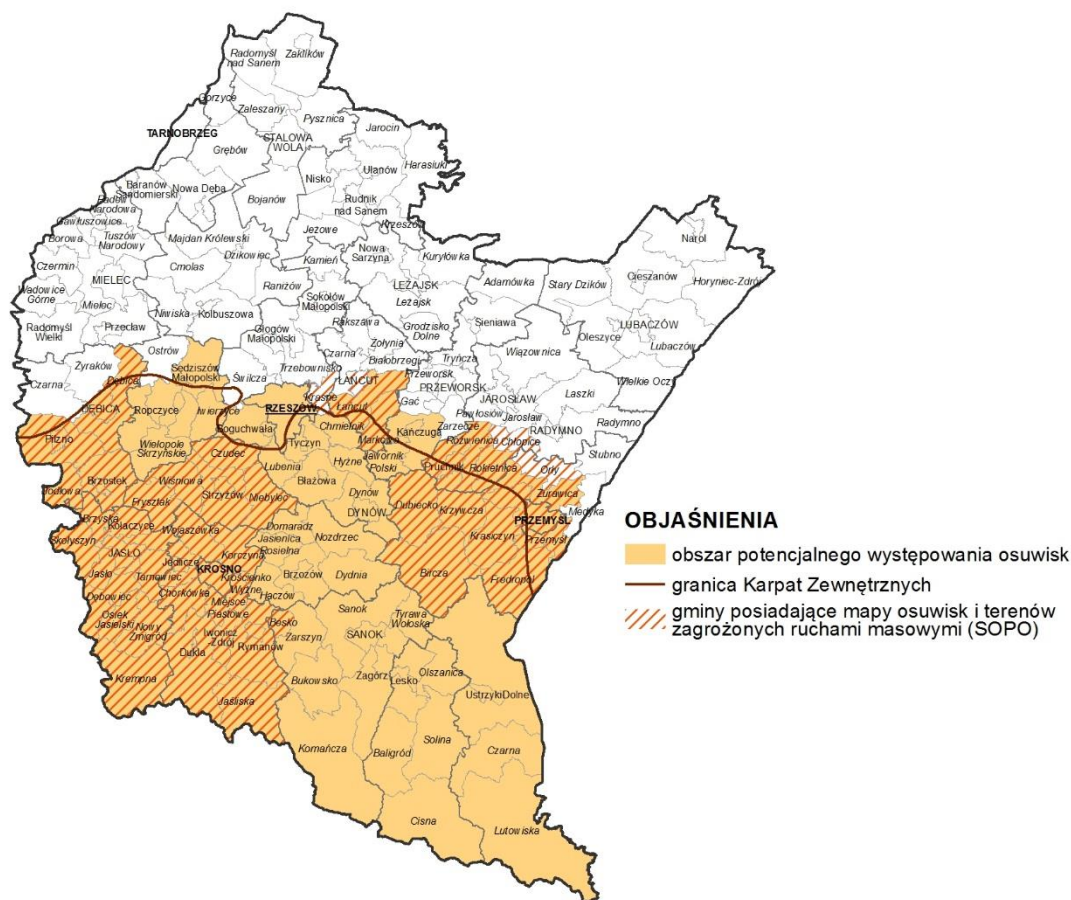 Radomyśl
nad Sanem
Zaklików
Gorzyce
Zaleszany
Pysznica
Jarocin
TARNOBRZEG
STALOWA
WOLA
Grębów
Harasiuki
Ulanów
Nisko
Baranów
Sandomierski
Nowa Dęba
Padew
Narodowa
Bojanów
Rudnik
nad Sanem
Gawłuszowice
Borowa
Tuszów
Narodowy
Majdan Królewski
Jeżowe
Krzeszów
Nowa
Sarzyna
Narol
Dzikowiec
Kamień
Kuryłówka
Czermin
Cmolas
Cieszanów
MIELEC
Raniżów
LEŻAJSK
Adamówka
Stary Dzików
Horyniec-Zdrój
Wadowice
Górne
Mielec
Niwiska
Kolbuszowa
Sokołów
Małopolski
Leżajsk
Sieniawa
LUBACZÓW
Radomyśl
Wielki
Przecław
Głogów
Małopolski
Rakszawa
Grodzisko
Dolne
Oleszyce
Lubaczów
Żołynia
Wiązownica
Ostrów
Czarna
Białobrzegi
Tryńcza
Żyraków
Sędziszów
Małopolski
Świlcza
Trzebownisko
Przeworsk
Wielkie Oczy
Czarna
Dębica
ŁAŃCUT
PRZEWORSK
JAROSŁAW
Laszki
DĘBICA
Ropczyce
Iwierzyce
RZESZÓW
Krasne
Łańcut
Gać
Pawłosiów
Jarosław
Radymno
Boguchwała
Chmielnik
Kańczuga
Zarzecze
RADYMNO
Pilzno
Wielopole
Skrzyńskie
Czudec
Tyczyn
Markowa
Roźwienica
Chłopice
Stubno
Lubenia
Hyżne
Jawornik
Polski
Pruchnik
Rokietnica
Orły
Brzostek
Wiśniowa
Błażowa
Jodłowa
Frysztak
Strzyżów
Niebylec
Dynów
DYNÓW
Dubiecko
Krzywcza
Żurawica
Medyka
Brzyska
Kołaczyce
Wojaszówka
Domaradz
Jasienica
Rosielna
Nozdrzec
PRZEMYŚL
Skołyszyn
Krasiczyn
Przemyśl
JASŁO
Jedlicze
Korczyna
KROSNO
Jasło
Tarnowiec
Krościenko
Wyżne
Brzozów
Dydnia
Bircza
Fredropol
Dębowiec
Chorkówka
Miejsce
Piastowe
Haczów
Osiek
Jasielski
Nowy
Żmigród
Besko
Sanok
Tyrawa
Wołoska
Iwonicz
Zdrój
Rymanów
Zarszyn
SANOK
Dukla
Krempna
Zagórz
Lesko
Olszanica
Bukowsko
Ustrzyki Dolne
Jaśliska
Komańcza
Baligród
Solina
Czarna
Cisna
Lutowiska
OBJAŚNIENIA
obszar potencjalnego występowania osuwisk
granica Karpat Zewnętrznych
gminy posiadające mapy osuwisk i terenów
zagrożonych ruchami masowymi (SOPO)